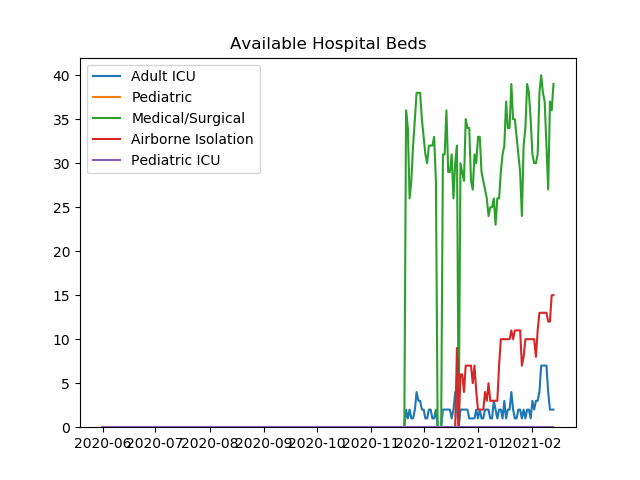 Available Hospital Beds
Adult ICU
Pediatric
Medical/Surgical
Airborne Isolation
Pediatric ICU
40
35
30
25
20
15
10
5
0
2020-06 2020-07 2020-08 2020-09 2020-10 2020-11 2020-12 2021-01 2021-02